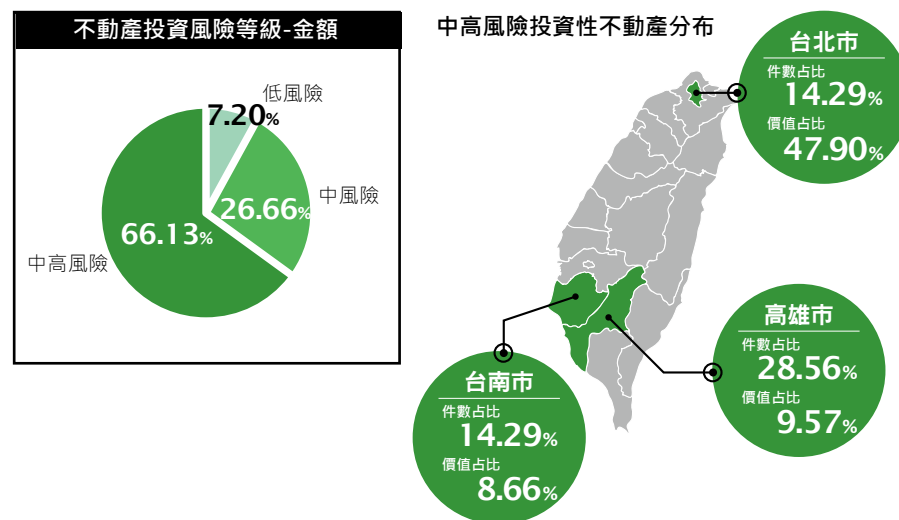 不動產投資風險等級-金額
低風險
7.20%
中風險
26.66%
66.13%
中高風險
中高風險投資性不動產分布
台北市
件數占比
14.29%
價值占比
47.90%
高雄市
件數占比
28.56%
價值占比
9.57%
台南市
件數占比
14.29%
價值占比
8.66%